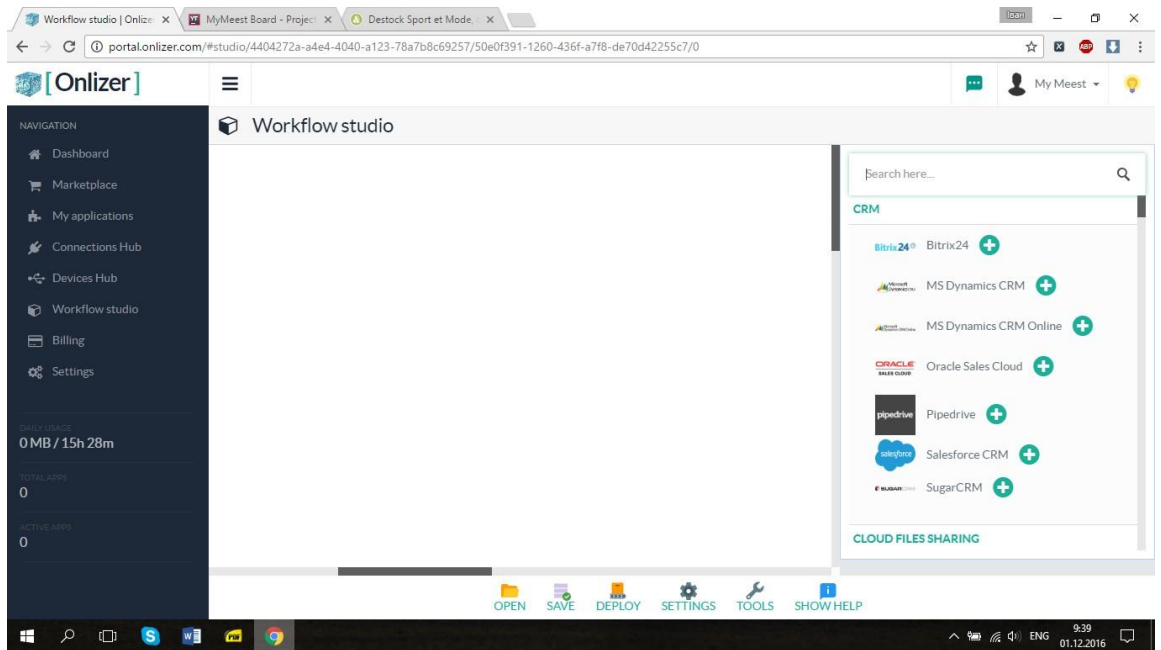 Workflow studio | Onlize
MyMeest Board - Project
Destock Sport et Mode,
portal.onlizer.com/#studio/4404272a-a4e4-4040-a123-78a7b8c69257/50e0f391-1260-436f-a7f8-de70d42255c7/0
ABP
[Onlizer]
My Meest
NAVIGATION
Workflow studio
Dashboard
Marketplace
My applications
Connections Hub
Devices Hub
Workflow studio
Billing
Settings
DAILY USAGE
0 MB / 15h 28m
TOTAL APPS
0
ACTIVE APPS
0
Search here...
CRM
Bitrix24 Bitrix24
MS Dynamics CRM
MS Dynamics CRM Online
ORACLE SALES CLOUD Oracle Sales Cloud
pipedrive Pipedrive
salesforce Salesforce CRM
SUGARCRM SugarCRM
CLOUD FILES SHARING
OPEN SAVE DEPLOY SETTINGS TOOLS SHOW HELP
ENG
9:39
01.12.2016